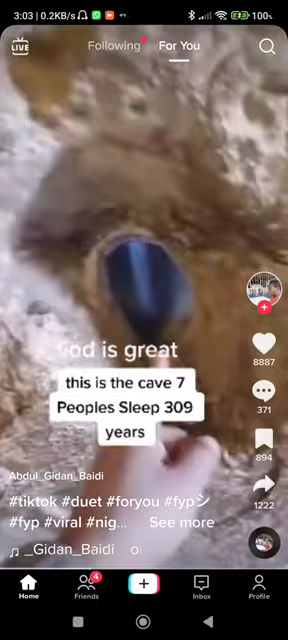 3:03 | 0.2KB/s
100%
LIVE
Following
For You
god is great
this is the cave 7
Peoples Sleep 309
years
8887
371
894
1222
Abdul_Gidan_Baidi
#tiktok #duet #foryou #fypシ
#fyp #viral #nig... See more
_Gidan_Baidi
4
Home
Friends
Inbox
Profile